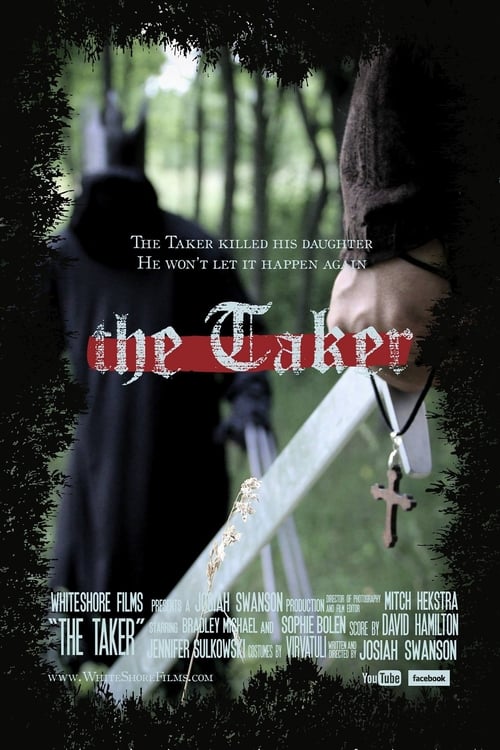 The Taker killed his daughter
He won't let it happen again
the Taker
WHITESHORE FILMS PRESENTS A JOSIAH SWANSON PRODUCTION DIRECTOR OF PHOTOGRAPHY AND FILM EDITOR MITCH HEKSTRA
"THE TAKER" STARRING BRADLEY MICHAEL AND SOPHIE BOLEN SCORE BY DAVID HAMILTON
JENNIFER SULKOWSKI COSTUMES BY VIRVATULI WRITTEN AND DIRECTED BY JOSIAH SWANSON
www.WhiteShoreFilms.com
YouTube facebook